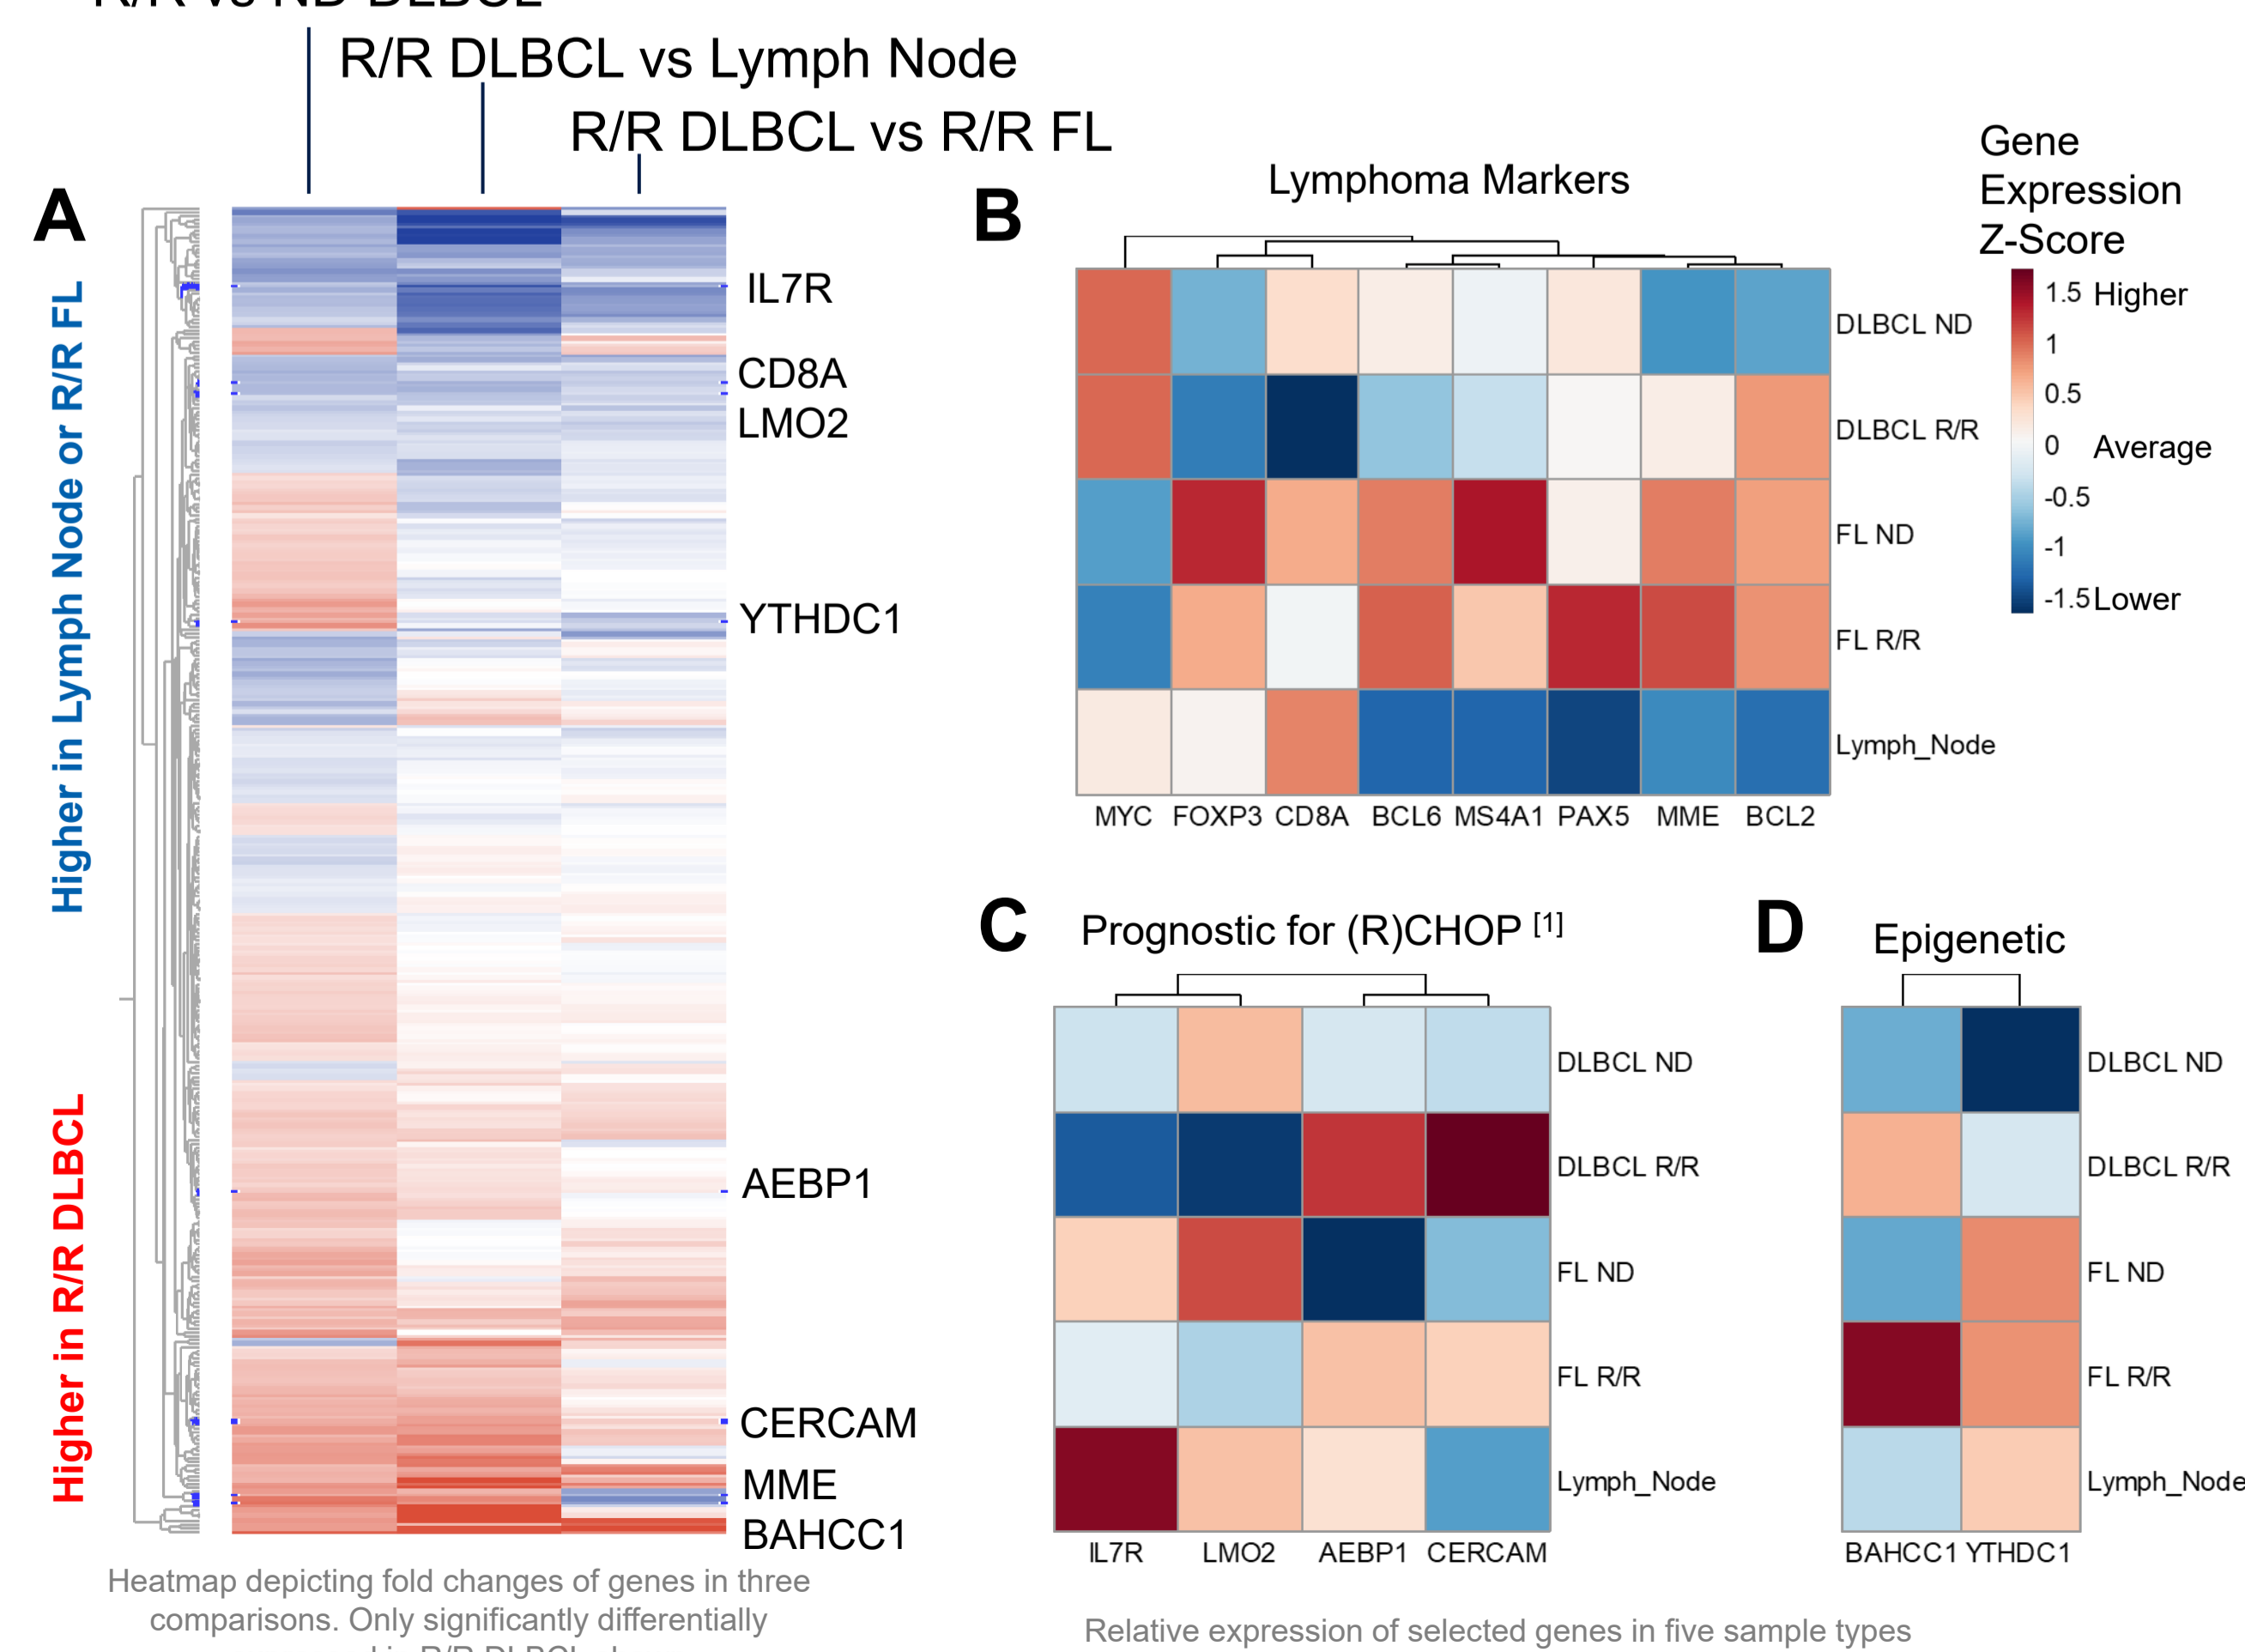 R/R vs ND DLBCL
R/R DLBCL vs Lymph Node
R/R DLBCL vs R/R FL
A
Higher in Lymph Node or R/R FL
Higher in R/R DLBCL
IL7R
CD8A
LMO2
YTHDC1
AEBP1
CERCAM
MME
BAHCC1
Heatmap depicting fold changes of genes in three
comparisons. Only significantly differentially
B
Lymphoma Markers
DLBCL ND
DLBCL R/R
FL ND
FL R/R
Lymph_Node
MYC FOXP3 CD8A BCL6 MS4A1 PAX5 MME BCL2
Gene
Expression
Z-Score
1.5 Higher
1
0.5
0 Average
-0.5
-1
-1.5 Lower
C
Prognostic for (R)CHOP [1]
DLBCL ND
DLBCL R/R
FL ND
FL R/R
Lymph_Node
IL7R LMO2 AEBP1 CERCAM
D
Epigenetic
DLBCL ND
DLBCL R/R
FL ND
FL R/R
Lymph_Node
BAHCC1 YTHDC1
Relative expression of selected genes in five sample types